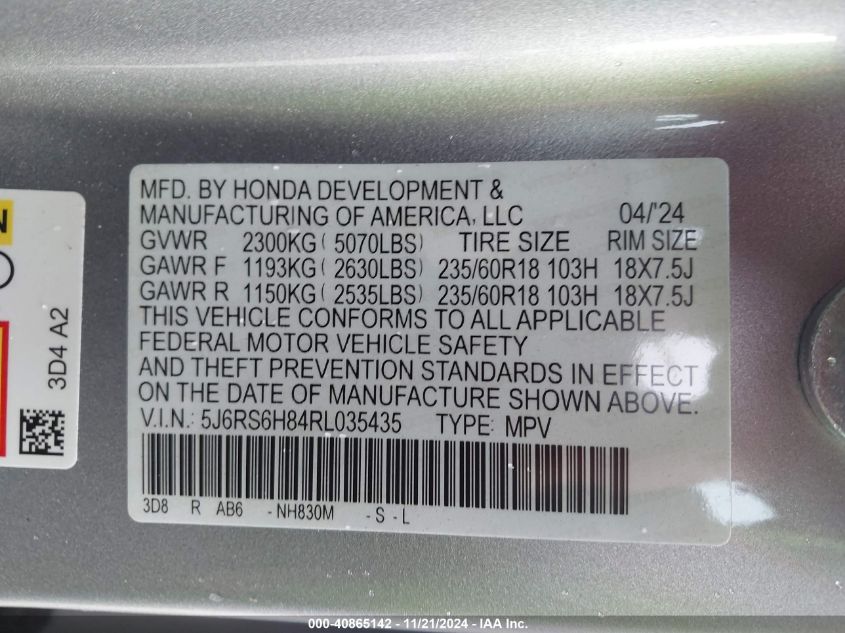 MFD. BY HONDA DEVELOPMENT &
MANUFACTURING OF AMERICA, LLC 04/'24
GVWR 2300KG ( 5070LBS) TIRE SIZE RIM SIZE
GAWR F 1193KG ( 2630LBS) 235/60R18 103H 18X7.5J
GAWR R 1150KG ( 2535LBS) 235/60R18 103H 18X7.5J
THIS VEHICLE CONFORMS TO ALL APPLICABLE
FEDERAL MOTOR VEHICLE SAFETY
AND THEFT PREVENTION STANDARDS IN EFFECT
ON THE DATE OF MANUFACTURE SHOWN ABOVE.
V.I.N.: 5J6RS6H84RL035435 TYPE: MPV
3D8 R AB6 -NH830M -S -L
3D4 A2
N
000-40865142 - 11/21/2024 - IAA Inc.